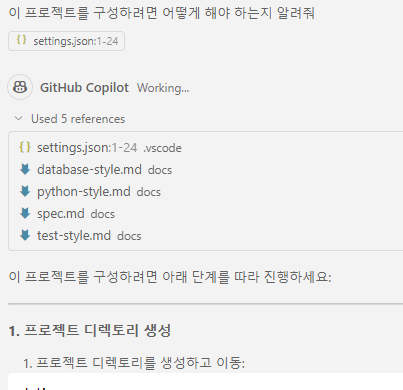 이 프로젝트를 구성하려면 어떻게 해야 하는지 알려줘
{} settings.json:1-24
GitHub Copilot Working...
Used 5 references
{} settings.json:1-24 .vscode
database-style.md docs
python-style.md docs
spec.md docs
test-style.md docs
이 프로젝트를 구성하려면 아래 단계를 따라 진행하세요:
1. 프로젝트 디렉토리 생성
1. 프로젝트 디렉토리를 생성하고 이동: